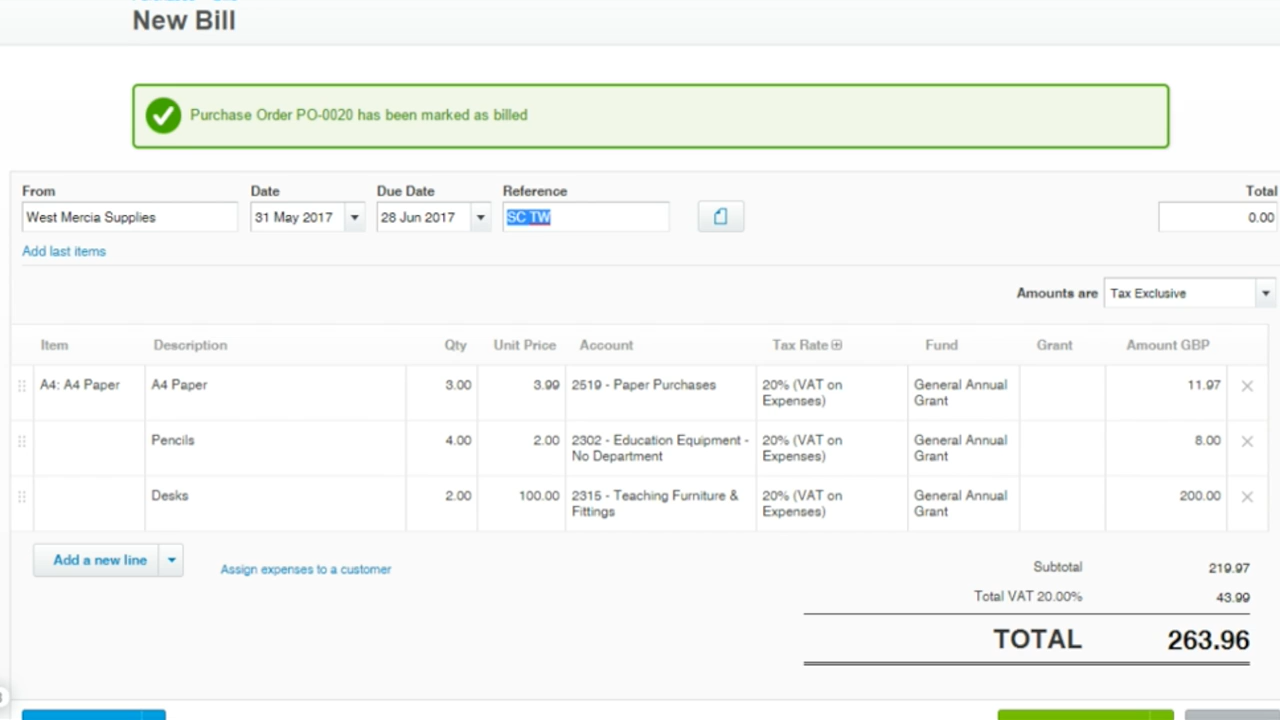 New Bill
Purchase Order PO-0020 has been marked as billed
From Date Due Date Reference Total
West Mercia Supplies 31 May 2017 28 Jun 2017 SC TW 0.00
Add last items
Amounts are Tax Exclusive
Item Description Qty Unit Price Account Tax Rate Fund Grant Amount GBP
A4: A4 Paper A4 Paper 3.00 3.99 2519 - Paper Purchases 20% (VAT on General Annual 11.97
Expenses) Grant
Pencils 4.00 2.00 2302 - Education Equipment - 20% (VAT on General Annual 8.00
No Department Expenses) Grant
Desks 2.00 100.00 2315 - Teaching Furniture & 20% (VAT on General Annual 200.00
Fittings Expenses) Grant
Add a new line Assign expenses to a customer Subtotal 219.97
Total VAT 20.00% 43.99
TOTAL 263.96